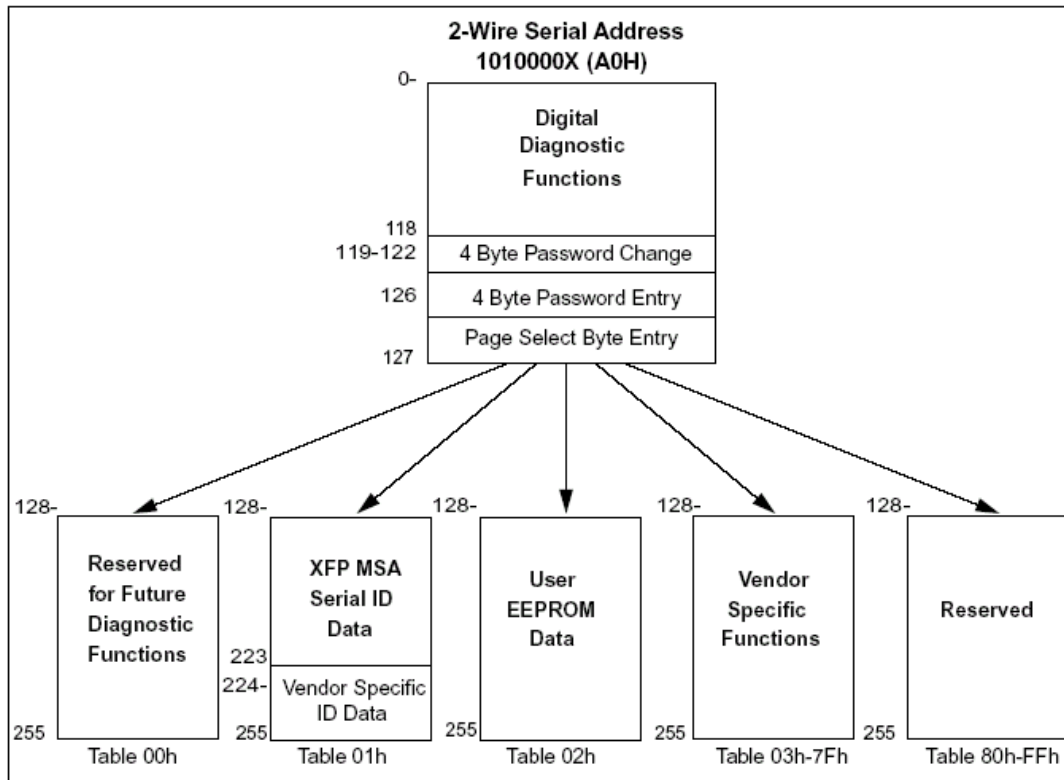 2-Wire Serial Address
1010000X (A0H)
0-
Digital
Diagnostic
Functions
118
119-122
4 Byte Password Change
126
4 Byte Password Entry
Page Select Byte Entry
127
128-
Reserved
for Future
Diagnostic
Functions
255
Table 00h
128-
XFP MSA
Serial ID
Data
223
224-
Vendor Specific
ID Data
255
Table 01h
128-
User
EEPROM
Data
255
Table 02h
128-
Vendor
Specific
Functions
255
Table 03h-7Fh
128-
Reserved
255
Table 80h-FFh